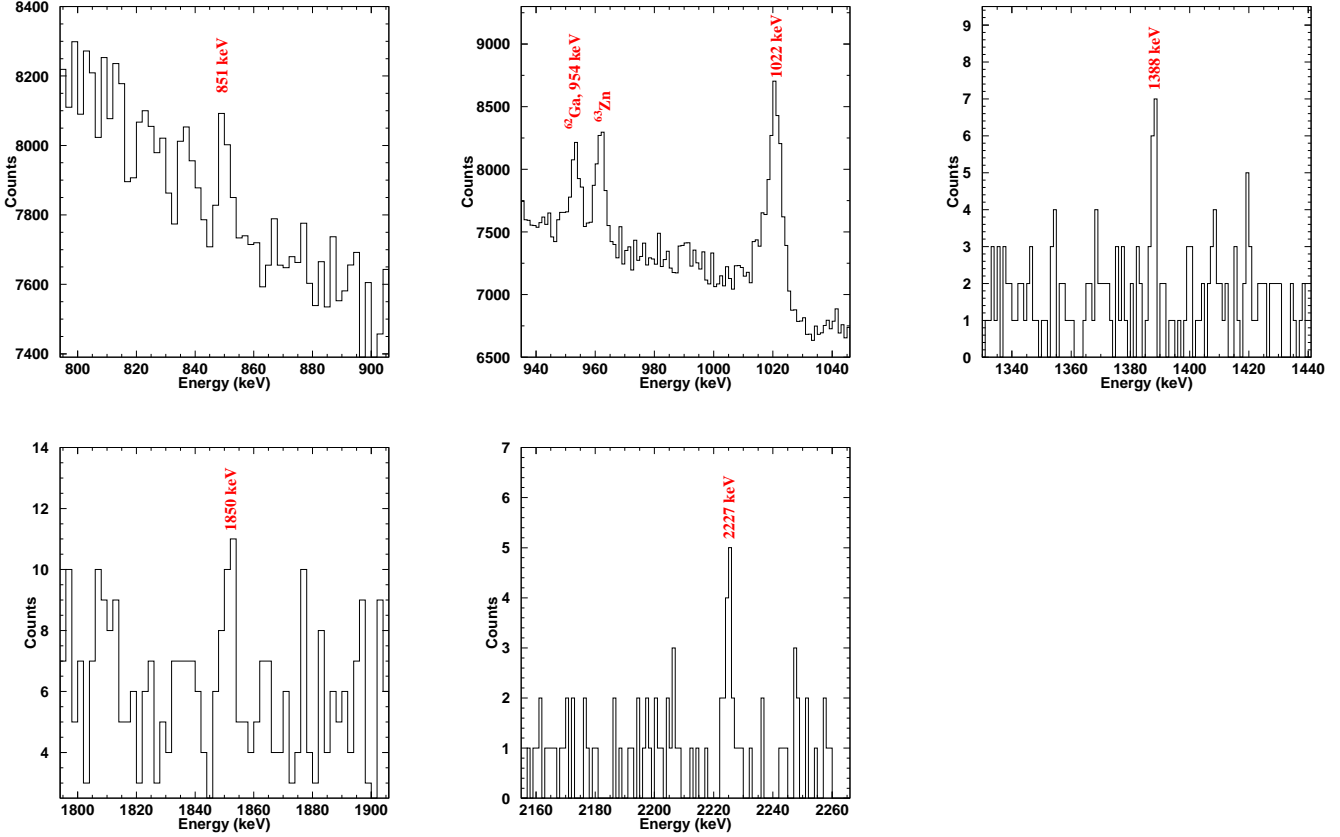 8400
8200
8000
7800
7600
7400
Counts
851 keV
800 820 840 860 880 900
Energy (keV)
9000
8500
8000
7500
7000
6500
Counts
62Ga, 954 keV
63Zn
1022 keV
940 960 980 1000 1020 1040
Energy (keV)
9
8
7
6
5
4
3
2
1
0
Counts
1388 keV
1340 1360 1380 1400 1420 1440
Energy (keV)
14
12
10
8
6
4
Counts
1850 keV
1800 1820 1840 1860 1880 1900
Energy (keV)
7
6
5
4
3
2
1
0
Counts
2227 keV
2160 2180 2200 2220 2240 2260
Energy (keV)